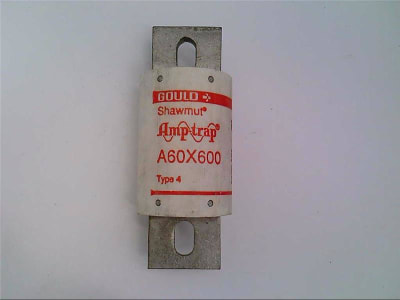 GOULD
Shawmut®
Amp-trap®
A60X600
Type 4